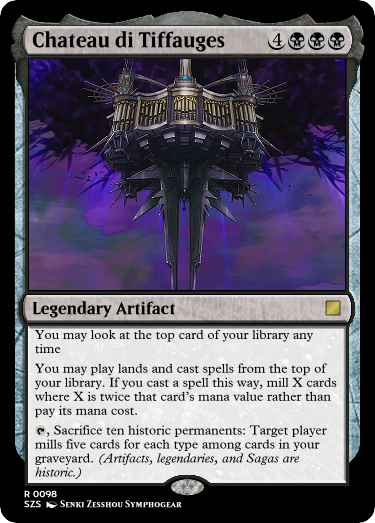 Chateau di Tiffauges 4
Legendary Artifact
You may look at the top card of your library any
time
You may play lands and cast spells from the top of
your library. If you cast a spell this way, mill X cards
where X is twice that card's mana value rather than
pay its mana cost.
, Sacrifice ten historic permanents: Target player
mills five cards for each type among cards in your
graveyard. (Artifacts, legendaries, and Sagas are
historic.)
R 0098
SZS Senki Zesshou Symphogear